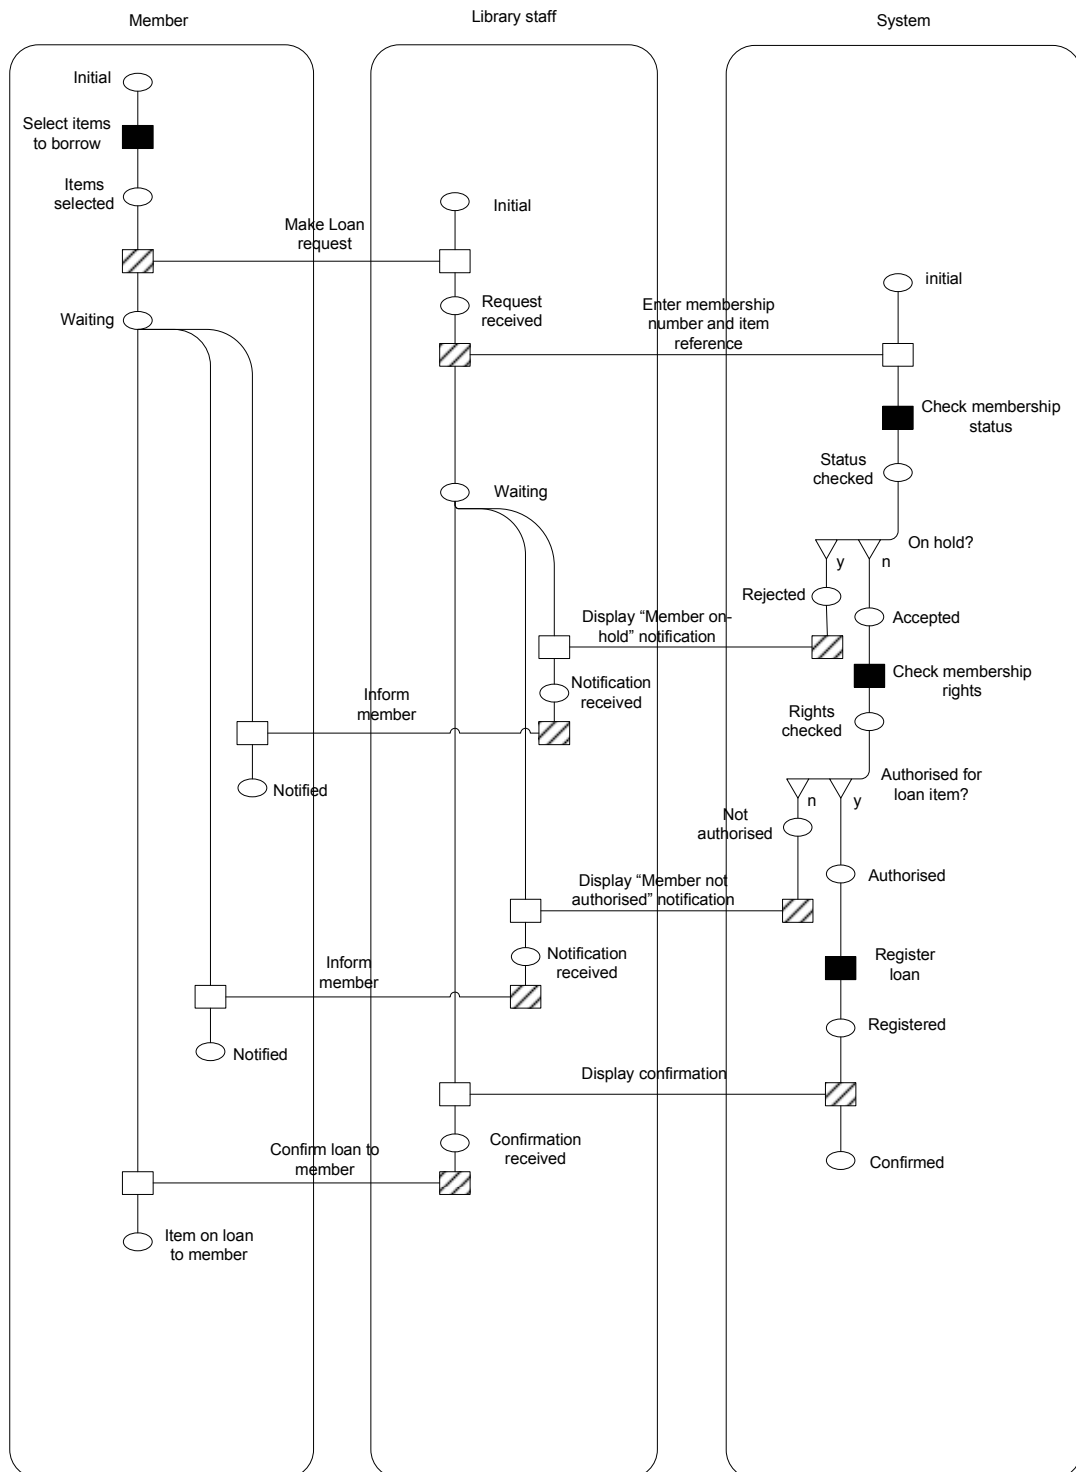 Member
Library staff
System
Initial
Select items
to borrow
Items
selected
Initial
Make Loan
request
initial
Waiting
Request
received
Enter membership
number and item
reference
Check membership
status
Status
checked
Waiting
On hold?
y
n
Rejected
Accepted
Display “Member on-
hold” notification
Check membership
rights
Notification
received
Inform
member
Rights
checked
Notified
Authorised for
loan item?
n
y
Not
authorised
Authorised
Display “Member not
authorised” notification
Notification
received
Inform
member
Register
loan
Notified
Registered
Display confirmation
Confirmation
received
Confirm loan to
member
Confirmed
Item on loan
to member